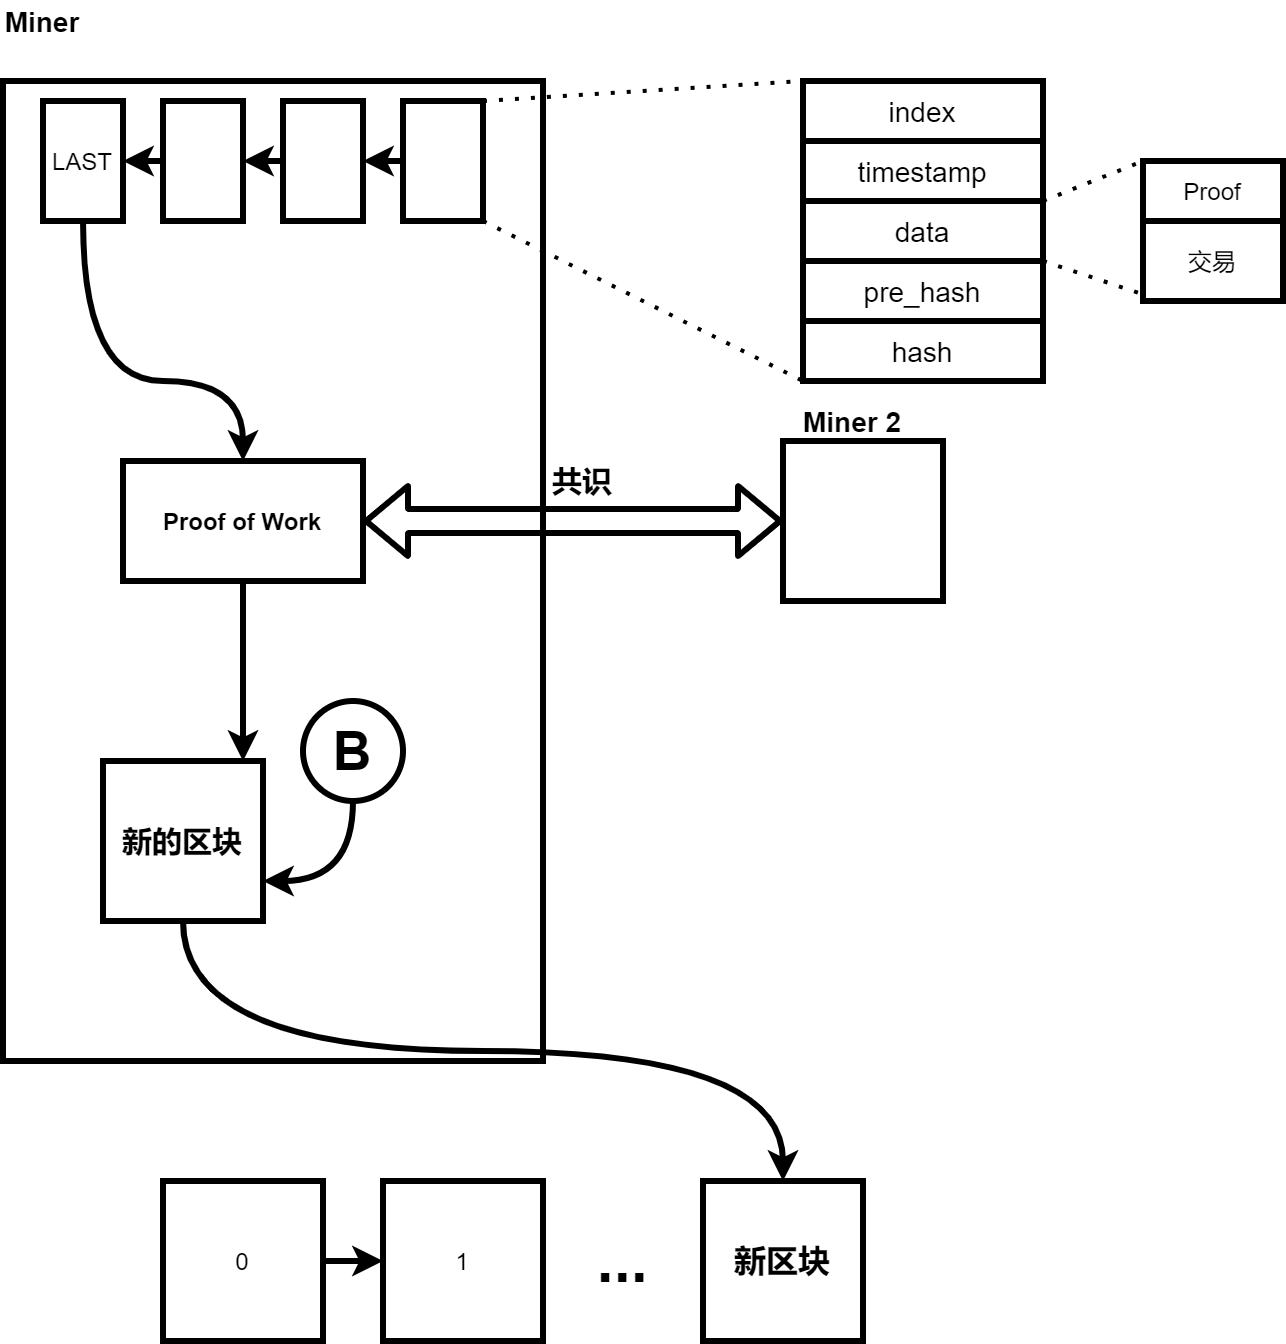 Miner
LAST
index
timestamp
data
pre_hash
hash
Proof
交易
Miner 2
共识
Proof of Work
B
新的区块
0
1
...
新区块